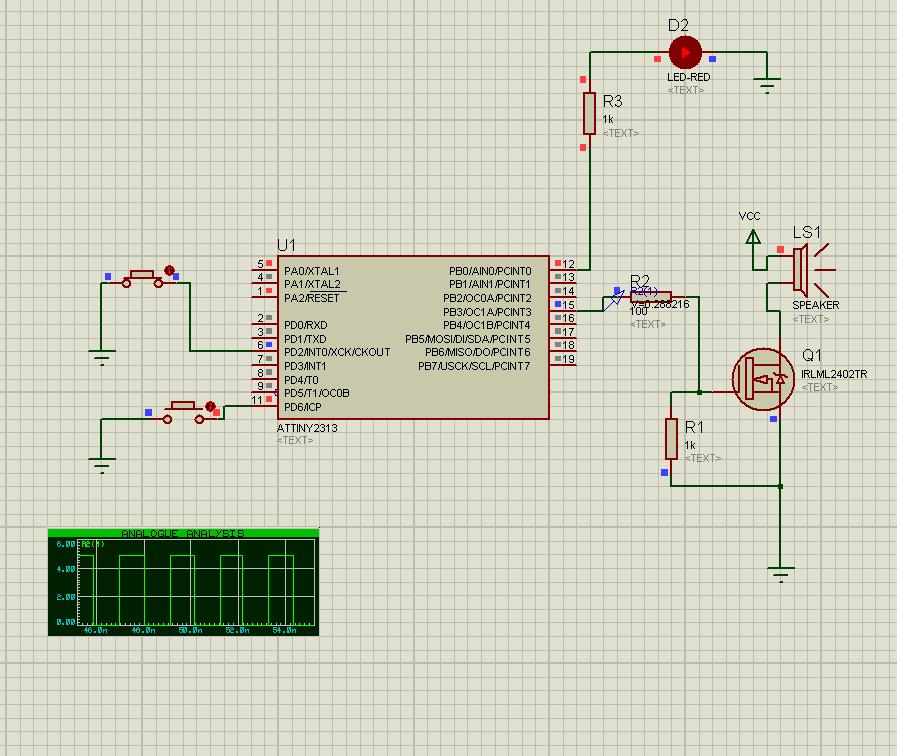 D2
LED-RED
<TEXT>
R3
1k
<TEXT>
VCC
LS1
SPEAKER
<TEXT>
U1
5 PA0/XTAL1 PB0/AIN0/PCINT0 12
4 PA1/XTAL2 PB1/AIN1/PCINT1 13
1 PA2/RESET PB2/OC0A/PCINT2 14
PB3/OC1A/PCINT3 15
2 PD0/RXD PB4/OC1B/PCINT4 16
3 PD1/TXD PB5/MOSI/DI/SDA/PCINT5 17
6 PD2/INT0/XCK/CKOUT PB6/MISO/DO/PCINT6 18
7 PD3/INT1 PB7/USCK/SCL/PCINT7 19
8 PD4/T0
9 PD5/T1/OC0B
11 PD6/ICP
ATTINY2313
<TEXT>
R2
R2(1)
V=0.288216
100
<TEXT>
Q1
IRLML2402TR
<TEXT>
R1
1k
<TEXT>
ANALOGUE ANALYSIS
6.00 R2(1)
4.00
2.00
0.00
46.0m 48.0m 50.0m 52.0m 54.0m